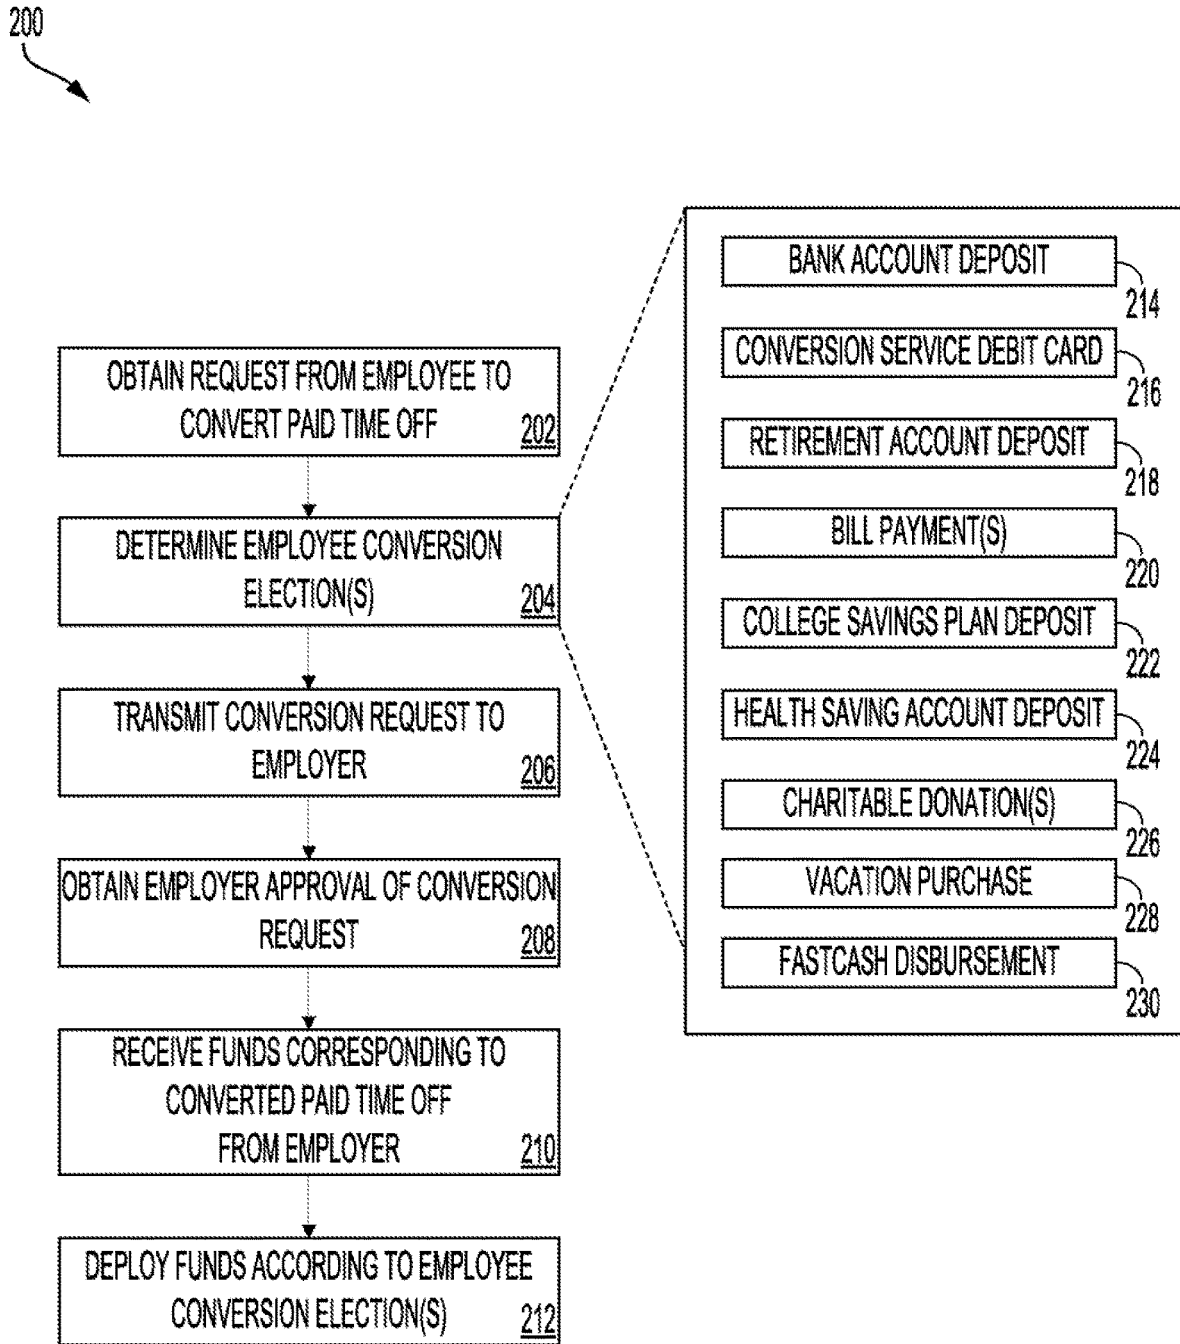 200
OBTAIN REQUEST FROM EMPLOYEE TO
CONVERT PAID TIME OFF 202
DETERMINE EMPLOYEE CONVERSION
ELECTION(S) 204
TRANSMIT CONVERSION REQUEST TO
EMPLOYER 206
OBTAIN EMPLOYER APPROVAL OF CONVERSION
REQUEST 208
RECEIVE FUNDS CORRESPONDING TO
CONVERTED PAID TIME OFF
FROM EMPLOYER 210
DEPLOY FUNDS ACCORDING TO EMPLOYEE
CONVERSION ELECTION(S) 212
BANK ACCOUNT DEPOSIT
214
CONVERSION SERVICE DEBIT CARD
216
RETIREMENT ACCOUNT DEPOSIT
218
BILL PAYMENT(S)
220
COLLEGE SAVINGS PLAN DEPOSIT
222
HEALTH SAVING ACCOUNT DEPOSIT
224
CHARITABLE DONATION(S)
226
VACATION PURCHASE
228
FASTCASH DISBURSEMENT
230